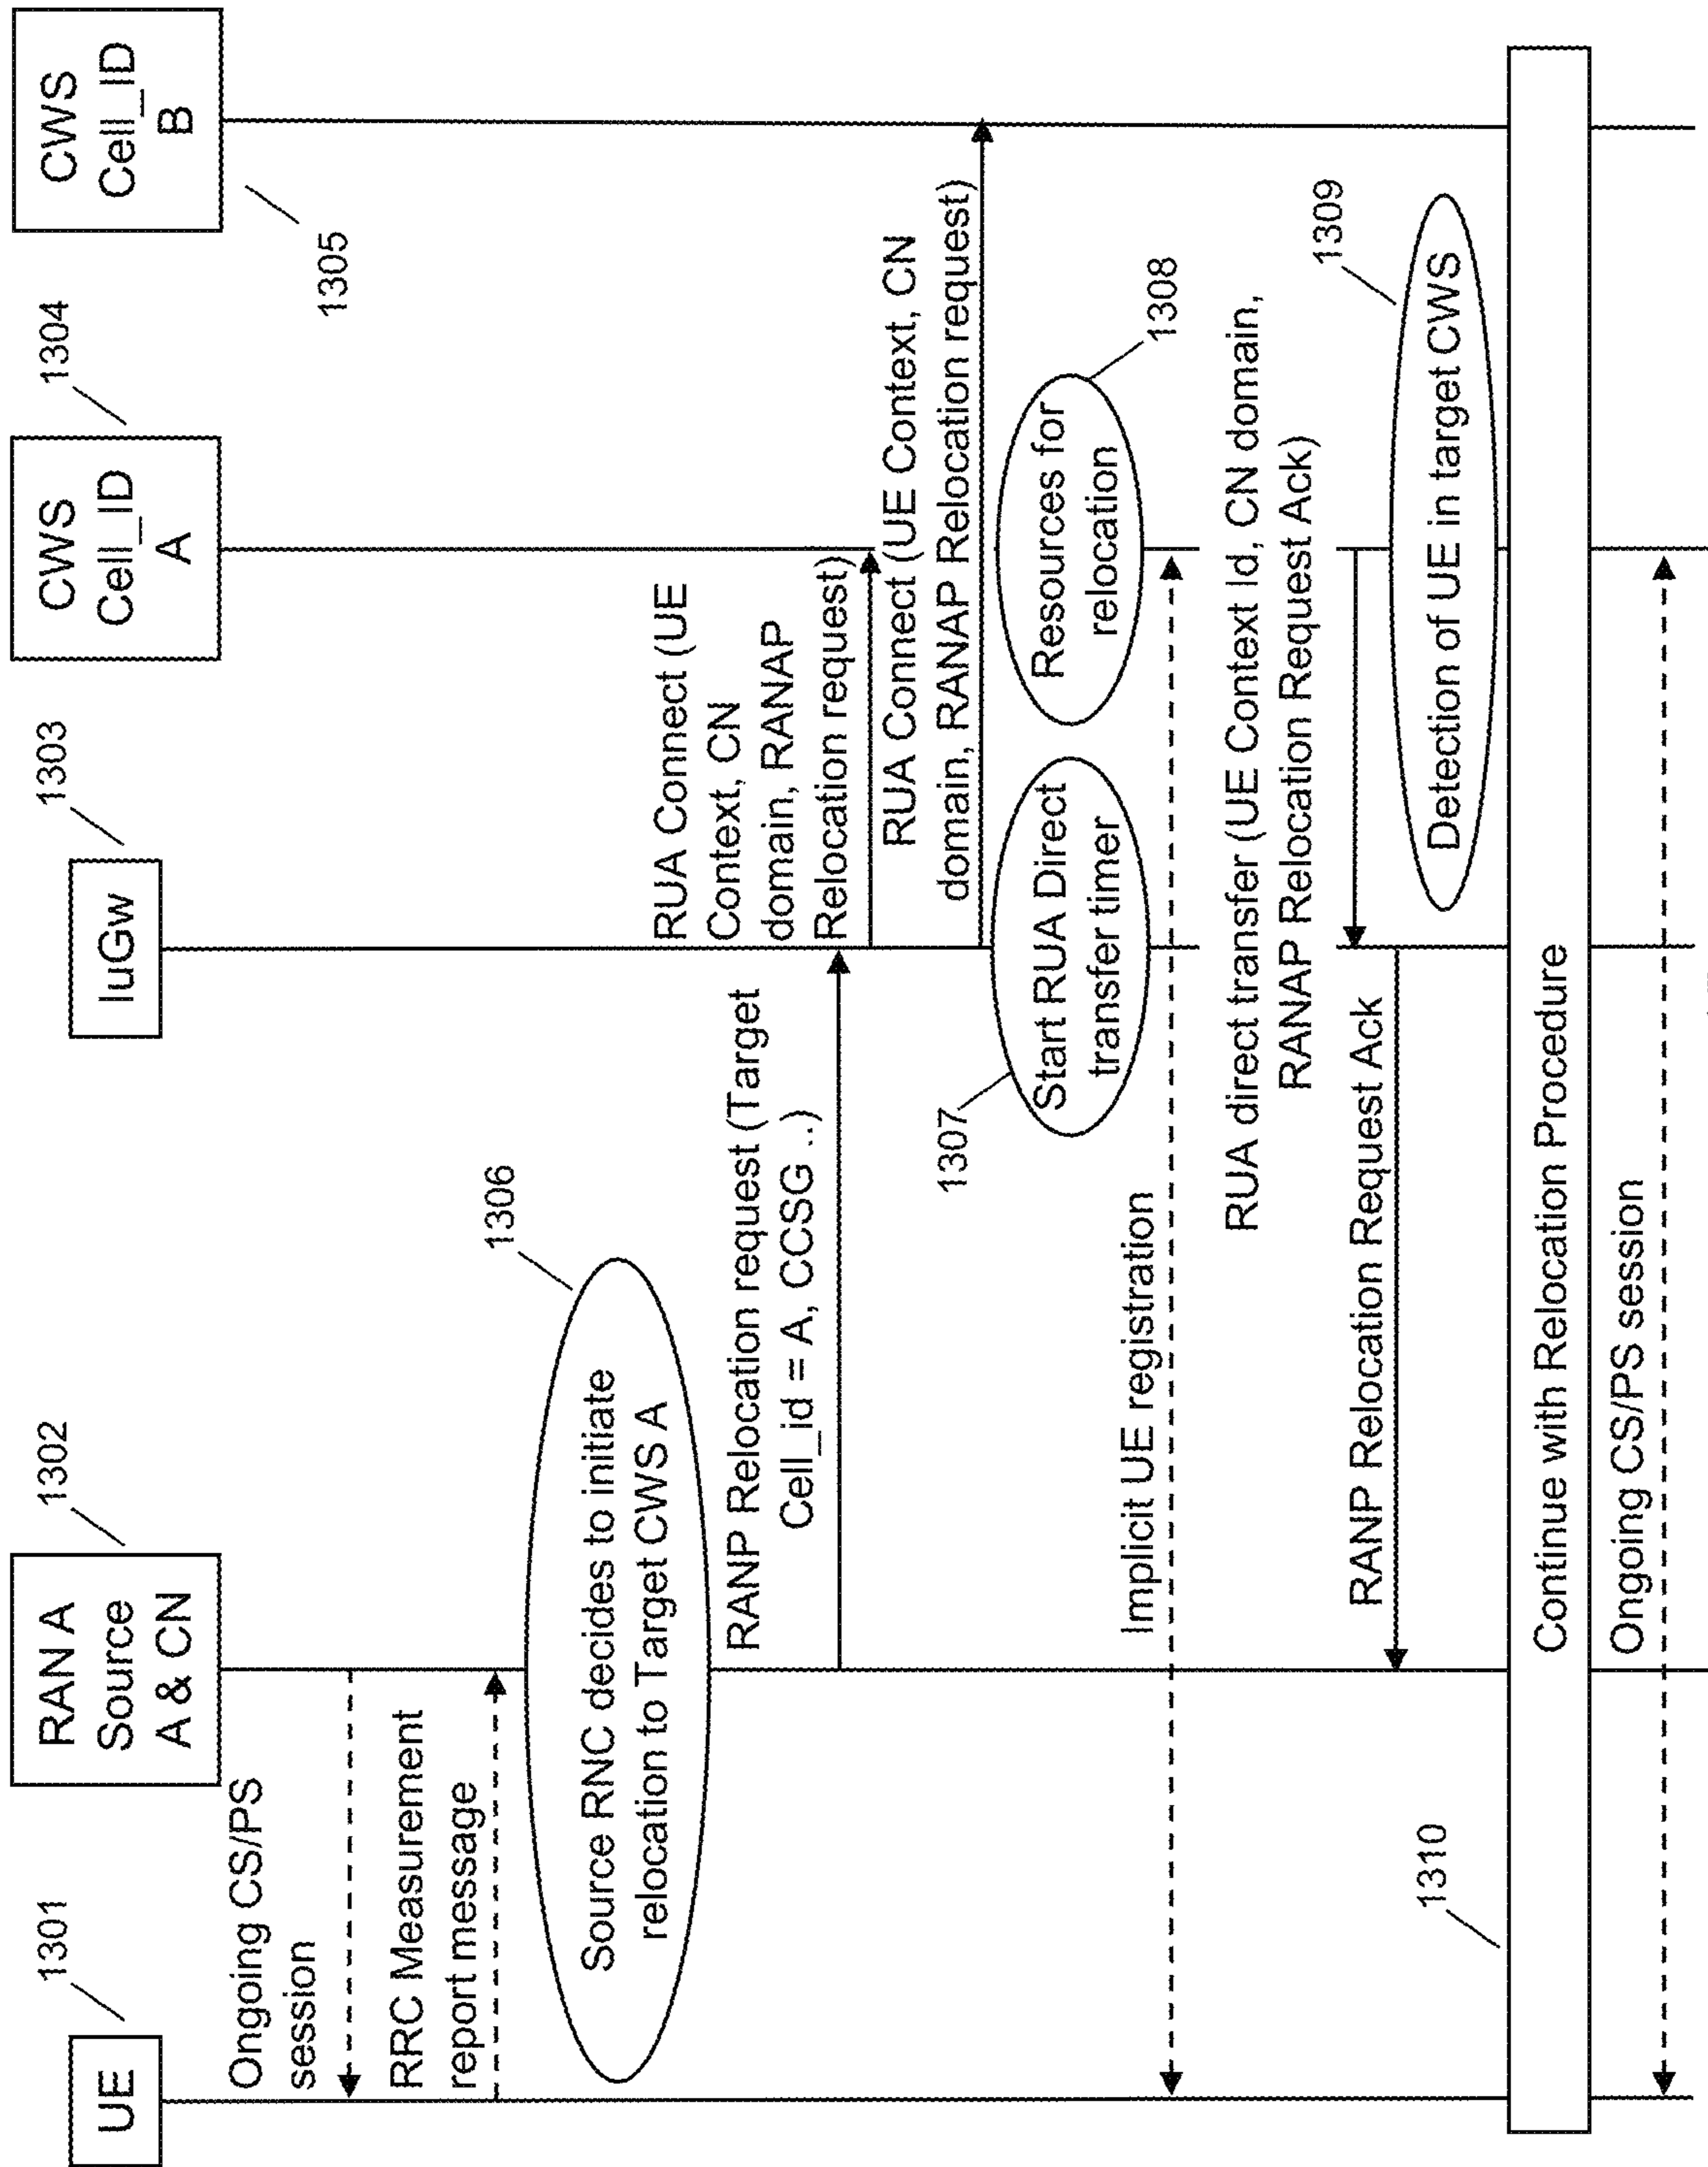 1301
1302
1303
1304
1305
UE
RAN A
Source
A & CN
IuGw
CWS
Cell_ID
A
CWS
Cell_ID
B
Ongoing CS/PS
session
RRC Measurement
report message
1306
Source RNC decides to initiate
relocation to Target CWS A
RANP Relocation request (Target
Cell_id = A, CCSG ..)
RUA Connect (UE
Context, CN
domain, RANAP
Relocation request)
RUA Connect (UE Context, CN
domain, RANAP Relocation request)
1307
Start RUA Direct
transfer timer
Resources for
relocation
1308
Implicit UE registration
RUA direct transfer (UE Context Id, CN domain,
RANAP Relocation Request Ack)
RANP Relocation Request Ack
1309
Detection of UE in target CWS
1310
Continue with Relocation Procedure
Ongoing CS/PS session